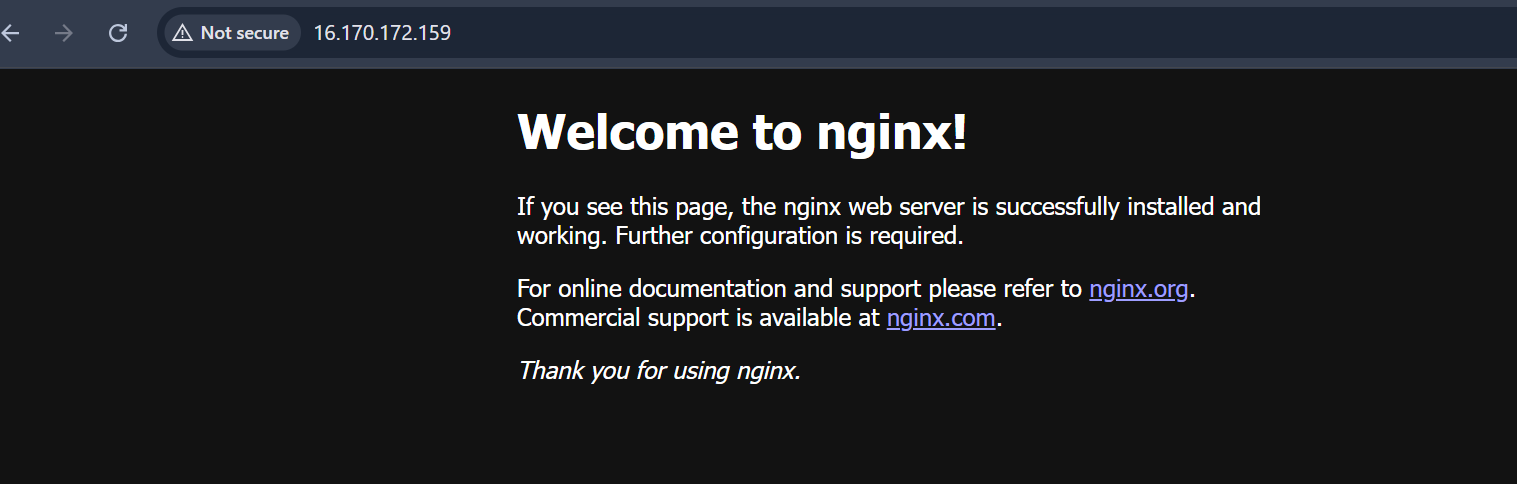 Not secure 16.170.172.159
Welcome to nginx!
If you see this page, the nginx web server is successfully installed and
working. Further configuration is required.
For online documentation and support please refer to nginx.org.
Commercial support is available at nginx.com.
Thank you for using nginx.